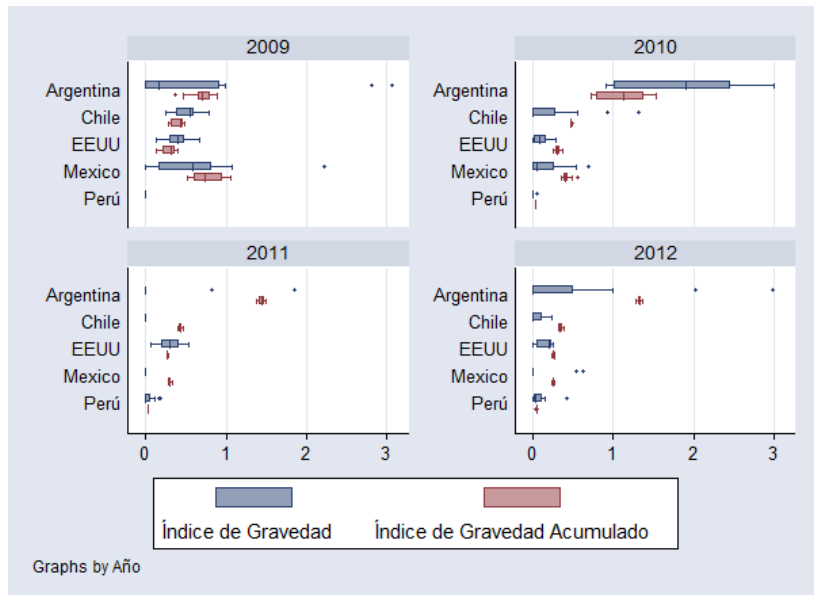 2009
2010
Argentina
Chile
EEUU
Mexico
Perú
Argentina
Chile
EEUU
Mexico
Perú
2011
2012
Argentina
Chile
EEUU
Mexico
Perú
Argentina
Chile
EEUU
Mexico
Perú
0 1 2 3
0 1 2 3
Índice de Gravedad
Índice de Gravedad Acumulado
Graphs by Año